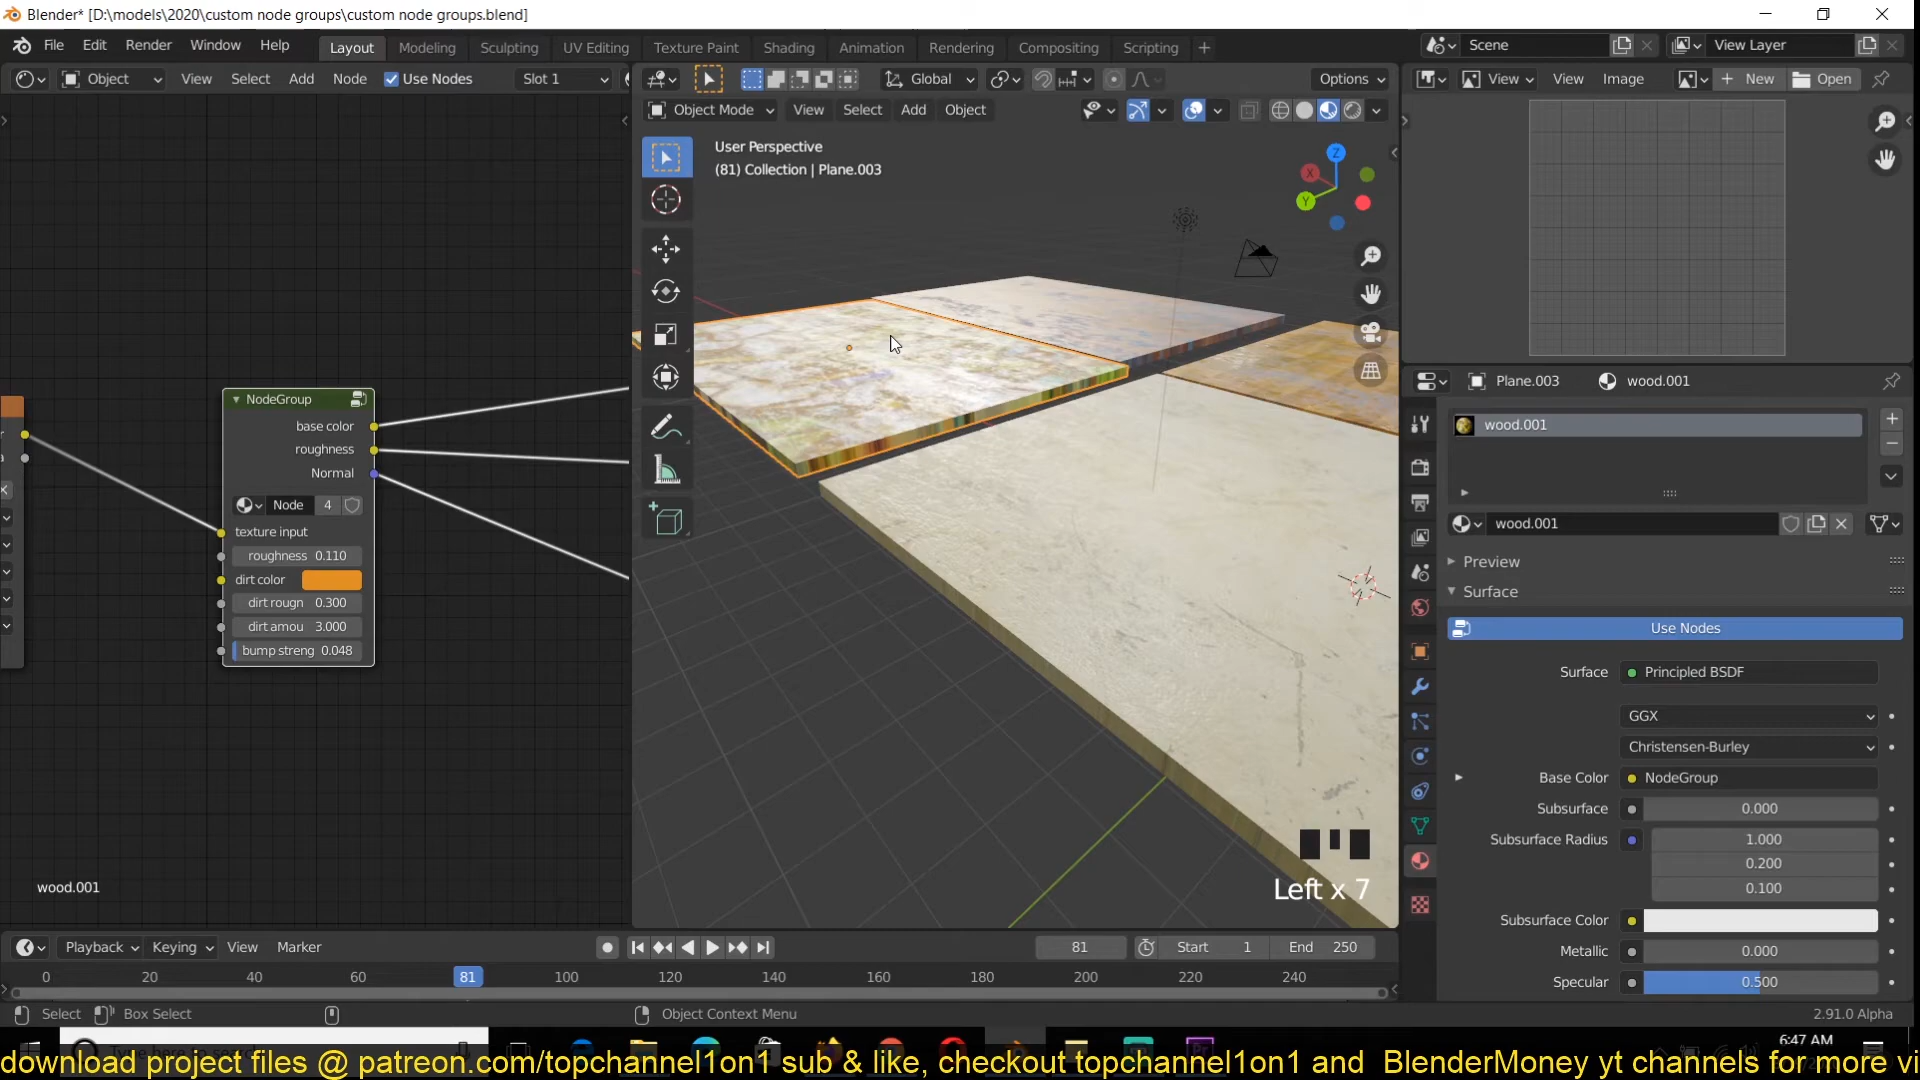 Blender* [D:\models\2020\custom node groups\custom node groups.blend]
File Edit Render Window Help Layout Modeling Sculpting UV Editing Texture Paint Shading Animation Rendering Compositing Scripting + Scene View Layer
Object View Select Add Node Use Nodes Slot 1 Global Options View View Image New Open
Object Mode View Select Add Object
User Perspective
(81) Collection | Plane.003
Z
X
Y
Plane.003 wood.001
wood.001
NodeGroup
base color
roughness
Normal
Node 4
texture input
roughness 0.110
dirt color
dirt rough 0.300
dirt amou 3.000
bump streng 0.048
wood.001
Preview
Surface
Use Nodes
Surface Principled BSDF
GGX
Christensen-Burley
Base Color NodeGroup
Subsurface 0.000
Subsurface Radius 1.000
0.200
0.100
Subsurface Color
Metallic 0.000
Specular 0.500
Left x 7
wood.001
Playback Keying View Marker 81 Start 1 End 250
0 20 40 60 81 100 120 140 160 180 200 220 240
Select Box Select Object Context Menu 2.91.0 Alpha
6:47 AM
download project files @ patreon.com/topchannel1on1 sub & like, checkout topchannel1on1 and BlenderMoney yt channels for more vi